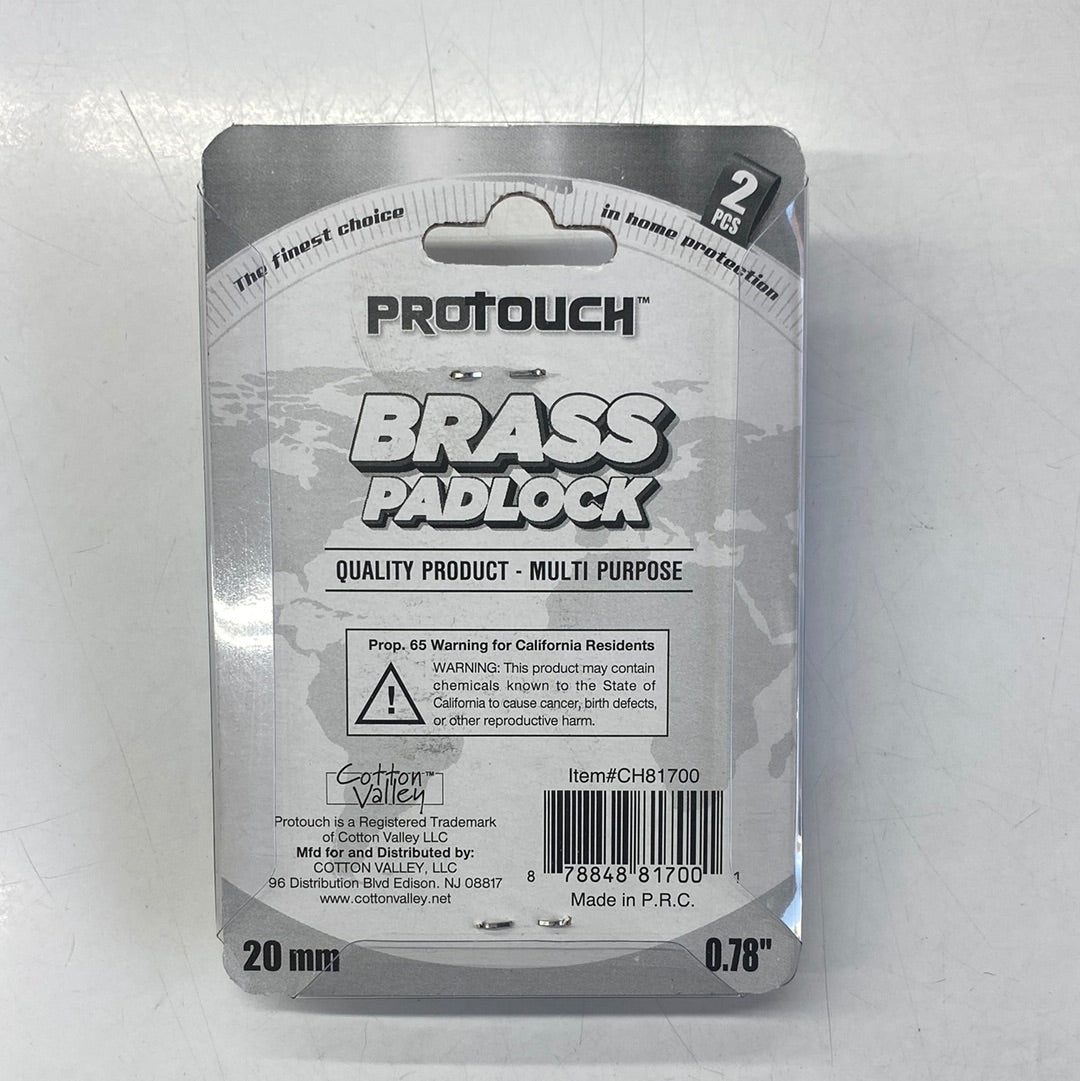 The finest choice
in home protection
2
PCS
PROTOUCH™
BRASS
PADLOCK
QUALITY PRODUCT - MULTI PURPOSE
Prop. 65 Warning for California Residents
WARNING: This product may contain
chemicals known to the State of
California to cause cancer, birth defects,
or other reproductive harm.
!
Cotton™
Valley
Protouch is a Registered Trademark
of Cotton Valley LLC
Mfd for and Distributed by:
COTTON VALLEY, LLC
96 Distribution Blvd Edison. NJ 08817
www.cottonvalley.net
Item#CH81700
8 78848 81700 1
Made in P.R.C.
20 mm
0.78"